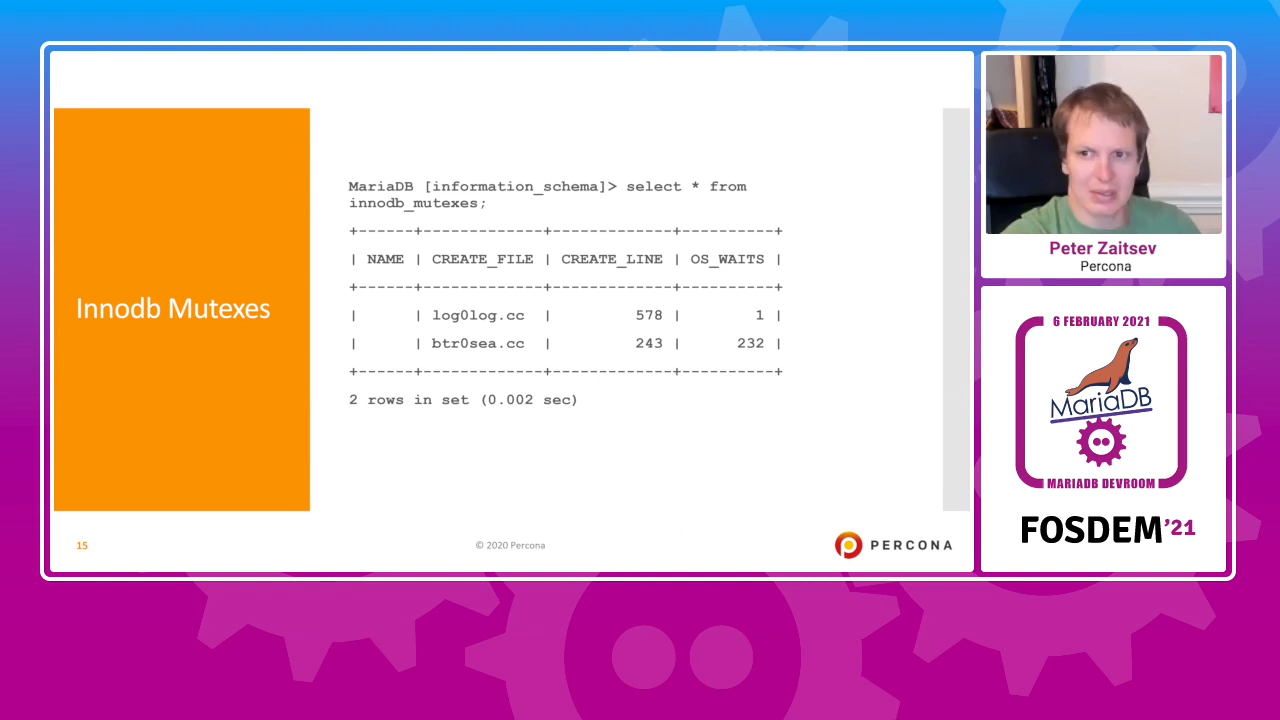 Innodb Mutexes
MariaDB [information_schema]> select * from
innodb_mutexes;
+------+-------------+-------------+----------+
| NAME | CREATE_FILE | CREATE_LINE | OS_WAITS |
+------+-------------+-------------+----------+
|      | log0log.cc  |         578 |        1 |
|      | btr0sea.cc  |         243 |      232 |
+------+-------------+-------------+----------+
2 rows in set (0.002 sec)
15
© 2020 Percona
PERCONA
Peter Zaitsev
Percona
6 FEBRUARY 2021
MariaDB
MARIADB DEVROOM
FOSDEM'21